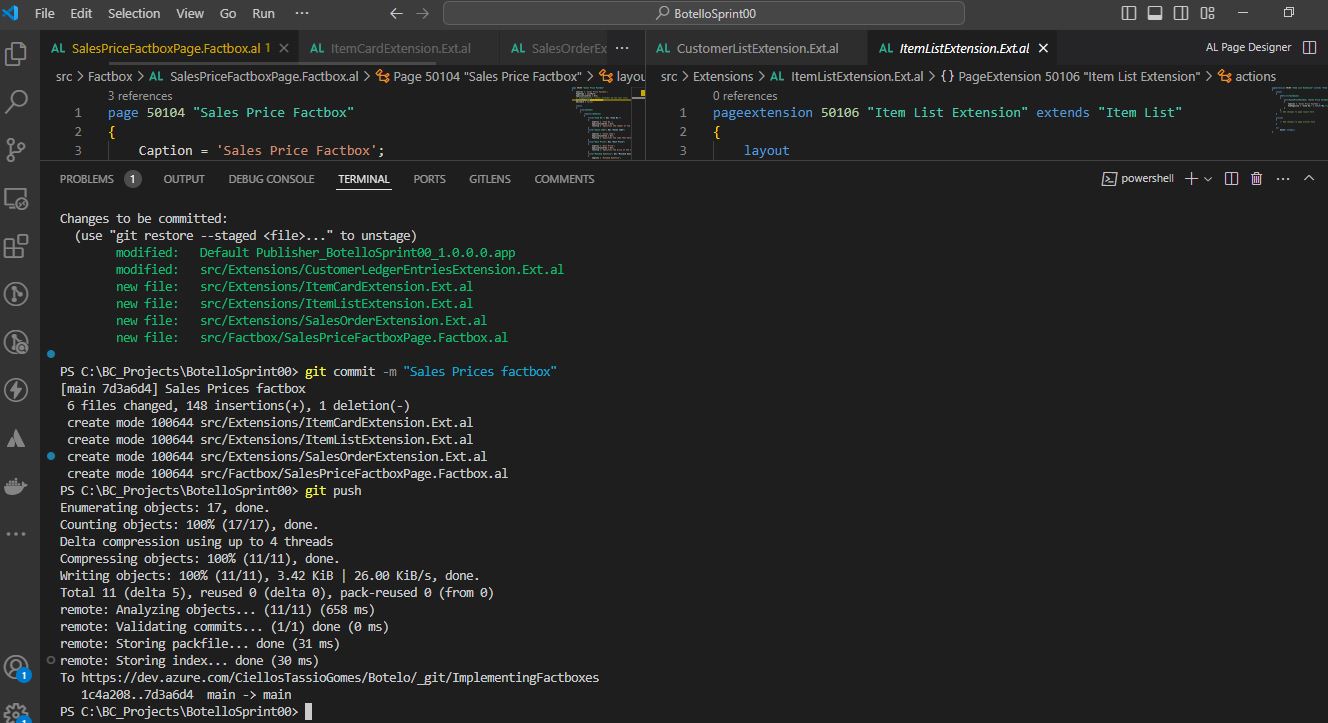 File Edit Selection View Go Run ··· BotelloSprint00
AL SalesPriceFactboxPage.Factbox.al 1 AL ItemCardExtension.Ext.al AL SalesOrderEx ··· AL CustomerListExtension.Ext.al AL ItemListExtension.Ext.al AL Page Designer
src > Factbox > AL SalesPriceFactboxPage.Factbox.al > Page 50104 "Sales Price Factbox" > layou src > Extensions > AL ItemListExtension.Ext.al > {} PageExtension 50106 "Item List Extension" > actions
3 references 0 references
1 page 50104 "Sales Price Factbox" 1 pageextension 50106 "Item List Extension" extends "Item List"
2 { 2 {
3 Caption = 'Sales Price Factbox'; 3 layout
PROBLEMS 1 OUTPUT DEBUG CONSOLE TERMINAL PORTS GITLENS COMMENTS powershell
Changes to be committed:
(use "git restore --staged <file>..." to unstage)
modified: Default Publisher_BotelloSprint00_1.0.0.0.app
modified: src/Extensions/CustomerLedgerEntriesExtension.Ext.al
new file: src/Extensions/ItemCardExtension.Ext.al
new file: src/Extensions/ItemListExtension.Ext.al
new file: src/Extensions/SalesOrderExtension.Ext.al
new file: src/Factbox/SalesPriceFactboxPage.Factbox.al
PS C:\BC_Projects\BotelloSprint00> git commit -m "Sales Prices factbox"
[main 7d3a6d4] Sales Prices factbox
6 files changed, 148 insertions(+), 1 deletion(-)
create mode 100644 src/Extensions/ItemCardExtension.Ext.al
create mode 100644 src/Extensions/ItemListExtension.Ext.al
create mode 100644 src/Extensions/SalesOrderExtension.Ext.al
create mode 100644 src/Factbox/SalesPriceFactboxPage.Factbox.al
PS C:\BC_Projects\BotelloSprint00> git push
Enumerating objects: 17, done.
Counting objects: 100% (17/17), done.
Delta compression using up to 4 threads
Compressing objects: 100% (11/11), done.
Writing objects: 100% (11/11), 3.42 KiB | 26.00 KiB/s, done.
Total 11 (delta 5), reused 0 (delta 0), pack-reused 0 (from 0)
remote: Analyzing objects... (11/11) (658 ms)
remote: Validating commits... (1/1) done (0 ms)
remote: Storing packfile... done (31 ms)
remote: Storing index... done (30 ms)
To https://dev.azure.com/CiellosTassioGomes/Botelo/_git/ImplementingFactboxes
1c4a208..7d3a6d4 main -> main
PS C:\BC_Projects\BotelloSprint00>
1
1